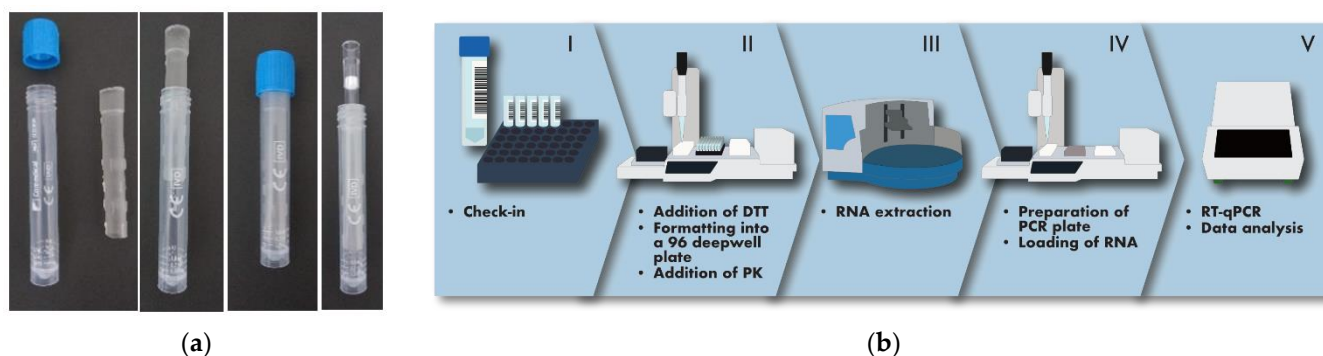 I
II
III
IV
V
CE IVD
CE IVD
CE IVD
• Check-in
• Addition of DTT
• Formatting into
a 96 deepwell
plate
• Addition of PK
• RNA extraction
• Preparation of
PCR plate
• Loading of RNA
• RT-qPCR
• Data analysis
(a)
(b)